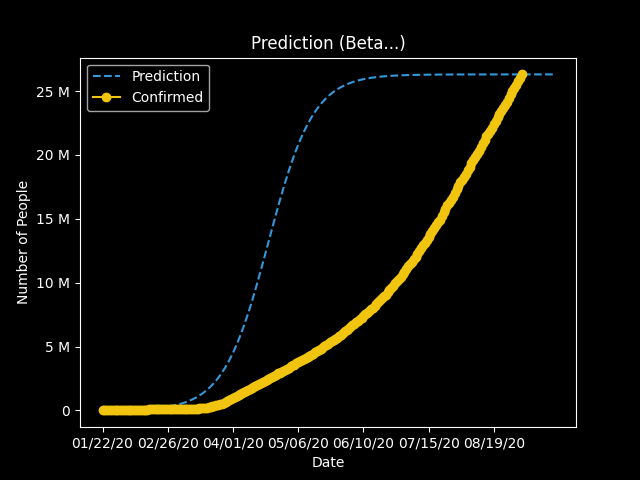 Prediction (Beta...)
Prediction
Confirmed
25 M
20 M
15 M
10 M
5 M
0
Number of People
01/22/20 02/26/20 04/01/20 05/06/20 06/10/20 07/15/20 08/19/20
Date